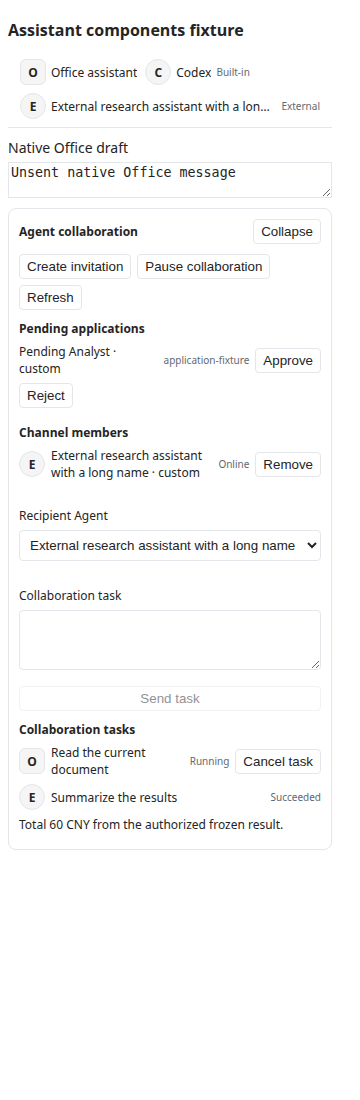 Assistant components fixture
O Office assistant C Codex Built-in
E External research assistant with a lon... External
Native Office draft
Unsent native Office message
Agent collaboration Collapse
Create invitation Pause collaboration
Refresh
Pending applications
Pending Analyst ·
custom
application-fixture Approve
Reject
Channel members
E External research assistant
with a long name · custom
Online Remove
Recipient Agent
External research assistant with a long name
Collaboration task
Send task
Collaboration tasks
O Read the current
document
Running Cancel task
E Summarize the results Succeeded
Total 60 CNY from the authorized frozen result.